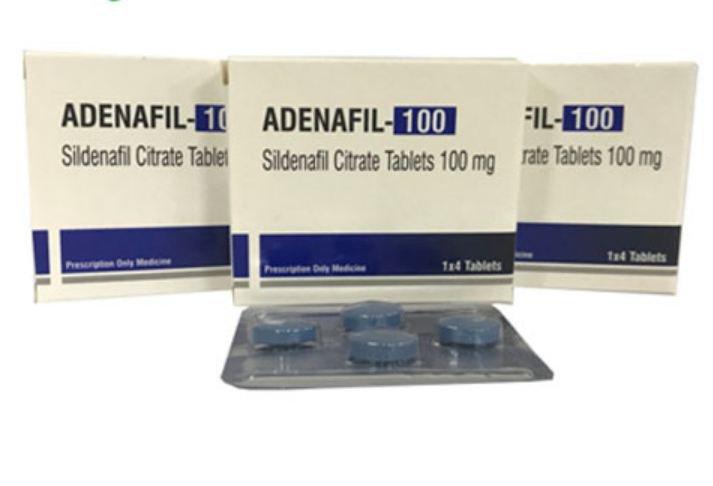 ADENAFIL-10
Sildenafil Citrate Tablet
Prescription Only Medicine
ADENAFIL-100
Sildenafil Citrate Tablets 100 mg
Prescription Only Medicine
1x4 Tablets
FIL-100
rate Tablets 100 mg
cine
1x4 Tablets